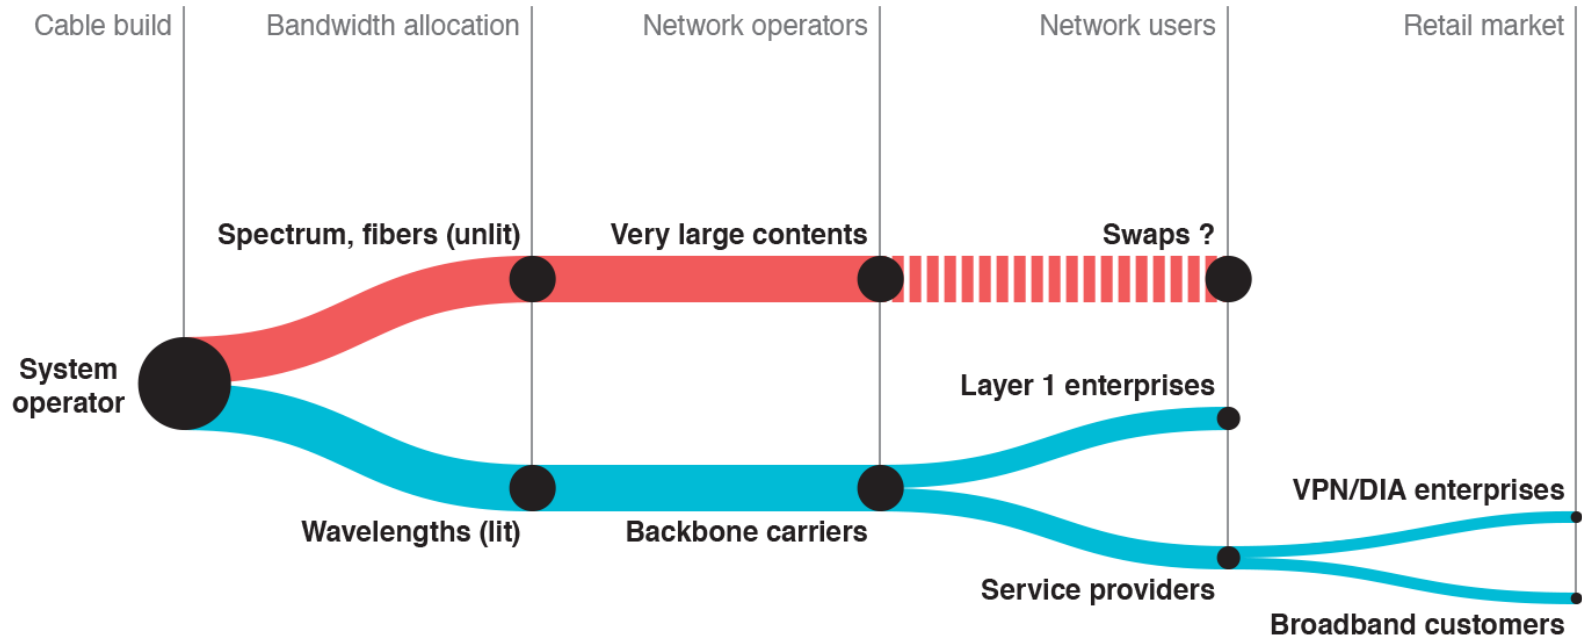 Cable build
Bandwidth allocation
Network operators
Network users
Retail market
Spectrum, fibers (unlit)
Very large contents
Swaps ?
System
operator
Layer 1 enterprises
VPN/DIA enterprises
Wavelengths (lit)
Backbone carriers
Service providers
Broadband customers